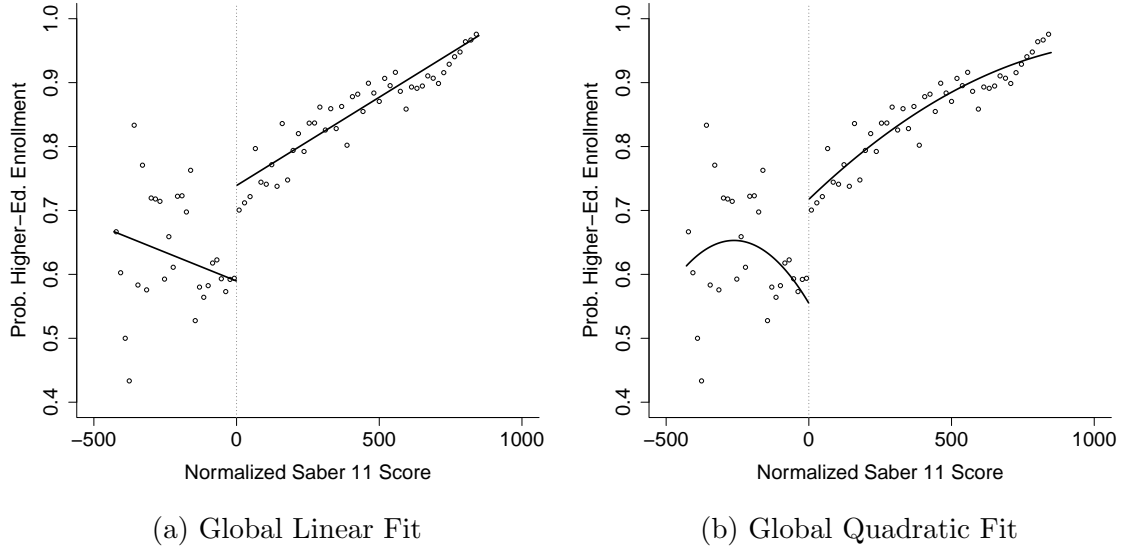 Prob. Higher−Ed. Enrollment
1.0
0.9
0.8
0.7
0.6
0.5
0.4
−500 0 500 1000
Normalized Saber 11 Score
(a) Global Linear Fit
Prob. Higher−Ed. Enrollment
1.0
0.9
0.8
0.7
0.6
0.5
0.4
−500 0 500 1000
Normalized Saber 11 Score
(b) Global Quadratic Fit